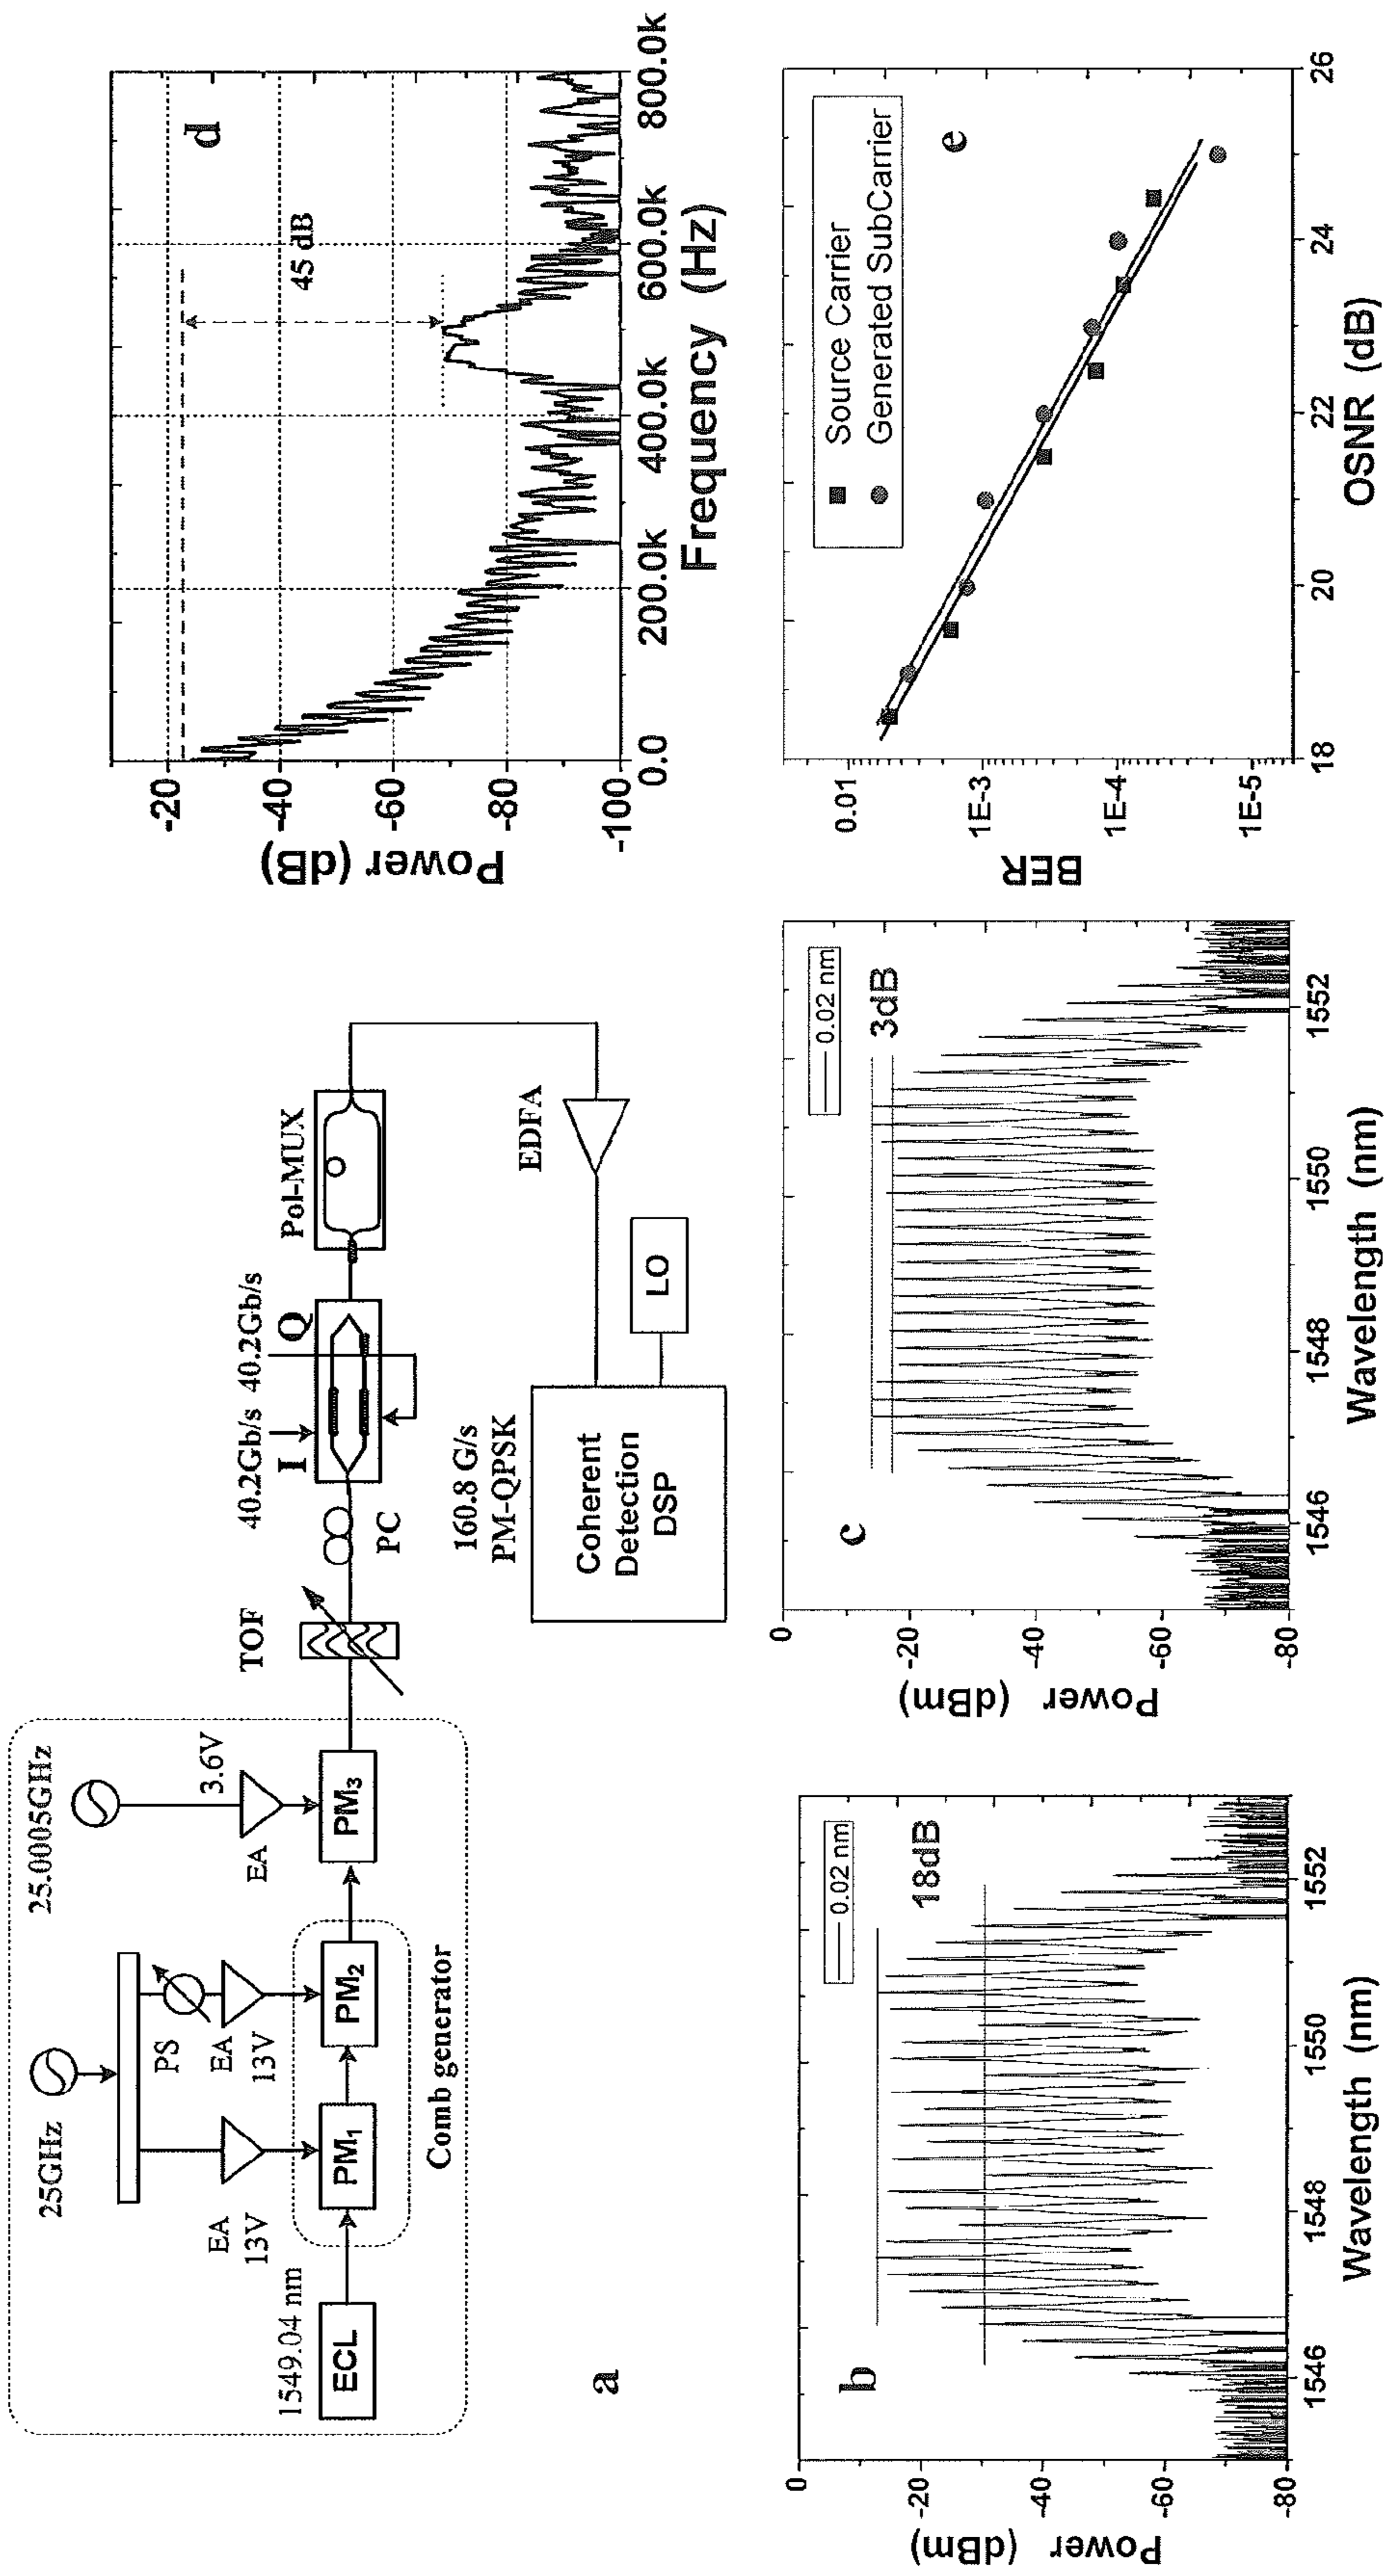 25GHz
25.0005GHz
PS
EA
13V
EA
13V
3.6V
EA
1549.04 nm
ECL
PM1
PM2
PM3
Comb generator
TOF
PC
40.2Gb/s 40.2Gb/s
I
Q
Pol-MUX
EDFA
160.8 G/s
PM-QPSK
Coherent
Detection
DSP
LO
a
d
45 dB
-20
-40
-60
-80
-100
Power (dB)
0.0
200.0k
400.0k
600.0k
800.0k
Frequency (Hz)
b
0.02 nm
18dB
0
-20
-40
-60
-80
Power (dBm)
1546
1548
1550
1552
Wavelength (nm)
c
0.02 nm
3dB
0
-20
-40
-60
-80
Power (dBm)
1546
1548
1550
1552
Wavelength (nm)
Source Carrier
Generated SubCarrier
e
0.01
1E-3
1E-4
1E-5
BER
18
20
22
24
26
OSNR (dB)